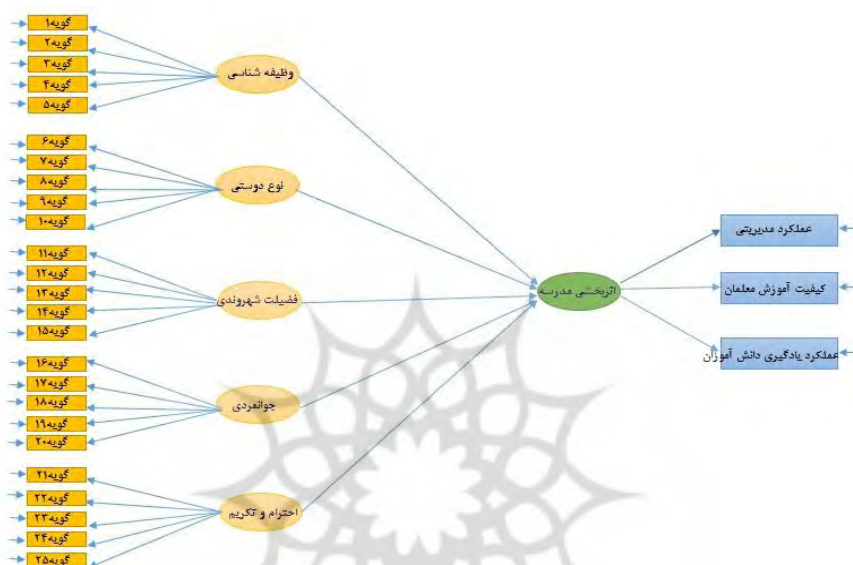 گویه۱
گویه۲
گویه۳
گویه۴
گویه۵
وظیفه شناسی
گویه۶
گویه۷
گویه۸
گویه۹
گویه۱۰
نوع دوستی
گویه۱۱
گویه۱۲
گویه۱۳
گویه۱۴
گویه۱۵
فضیلت شهروندی
گویه۱۶
گویه۱۷
گویه۱۸
گویه۱۹
گویه۲۰
جوانمردی
گویه۲۱
گویه۲۲
گویه۲۳
گویه۲۴
گویه۲۵
احترام و تکریم
اثربخشی مدرسه
عملکرد مدیریتی
کیفیت آموزش معلمان
عملکرد یادگیری دانش آموزان